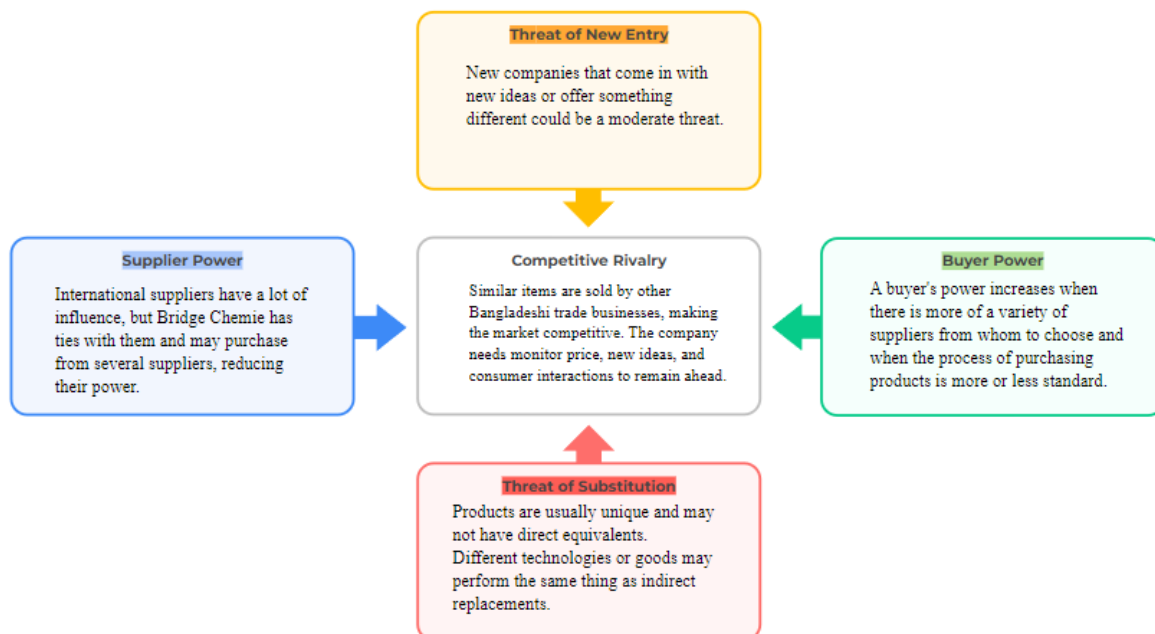 Threat of New Entry
New companies that come in with
new ideas or offer something
different could be a moderate threat.
Supplier Power
International suppliers have a lot of
influence, but Bridge Chemie has
ties with them and may purchase
from several suppliers, reducing
their power.
Competitive Rivalry
Similar items are sold by other
Bangladeshi trade businesses, making
the market competitive. The company
needs monitor price, new ideas, and
consumer interactions to remain ahead.
Buyer Power
A buyer's power increases when
there is more of a variety of
suppliers from whom to choose and
when the process of purchasing
products is more or less standard.
Threat of Substitution
Products are usually unique and may
not have direct equivalents.
Different technologies or goods may
perform the same thing as indirect
replacements.